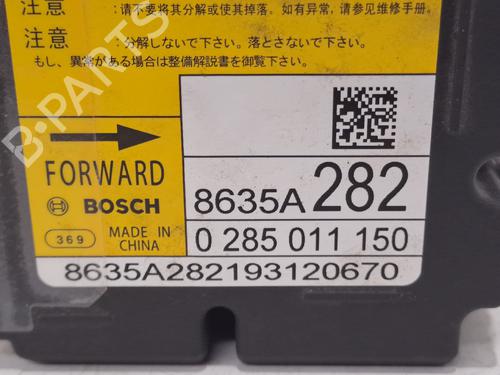 ：请不要将其分解或使其掉落。如有异常，请参见维修手册。
注意
注意
：分解しないで下さい。落とさないで下さい。
もし、異常がある場合は整備解説書を御覧下さい。
B-PARTS
FORWARD
BOSCH
369
MADE IN
CHINA
8635A 282
0 285 011 150
8635A282193120670